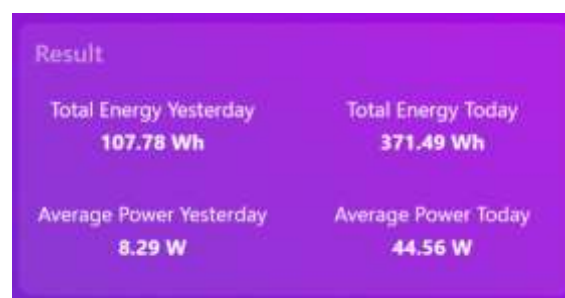 Result
Total Energy Yesterday
107.78 Wh
Total Energy Today
371.49 Wh
Average Power Yesterday
8.29 W
Average Power Today
44.56 W